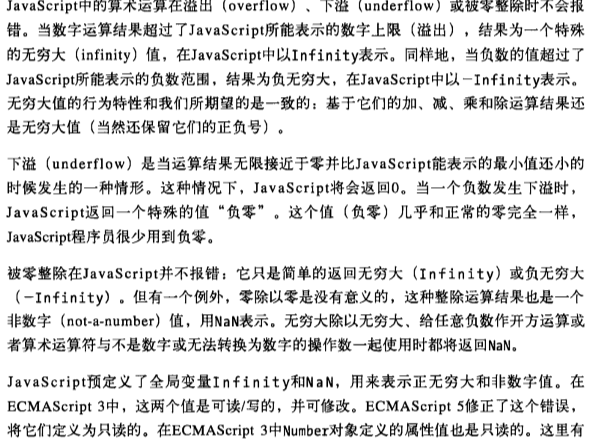 JavaScript中的算术运算在溢出（overflow）、下溢（underflow）或被零整除时不会报
错。当数字运算结果超过了JavaScript所能表示的数字上限（溢出），结果为一个特殊
的无穷大（infinity）值，在JavaScript中以Infinity表示。同样地，当负数的值超过了
JavaScript所能表示的负数范围，结果为负无穷大，在JavaScript中以－Infinity表示。
无穷大值的行为特性和我们所期望的是一致的：基于它们的加、减、乘和除运算结果还
是无穷大值（当然还保留它们的正负号）。
下溢（underflow）是当运算结果无限接近于零并比JavaScript能表示的最小值还小的
时候发生的一种情形。这种情况下，JavaScript将会返回0。当一个负数发生下溢时，
JavaScript返回一个特殊的值“负零”。这个值（负零）几乎和正常的零完全一样，
JavaScript程序员很少用到负零。
被零整除在JavaScript并不报错：它只是简单的返回无穷大（Infinity）或负无穷大
（－Infinity）。但有一个例外，零除以零是没有意义的，这种整除运算结果也是一个
非数字（not-a-number）值，用NaN表示。无穷大除以无穷大、给任意负数作开方运算或
者算术运算符与不是数字或无法转换为数字的操作数一起使用时都将返回NaN。
JavaScript预定义了全局变量Infinity和NaN，用来表示正无穷大和非数字值。在
ECMAScript 3中，这两个值是可读/写的，并可修改。ECMAScript 5修正了这个错误，
将它们定义为只读的。在ECMAScript 3中Number对象定义的属性值也是只读的。这里有